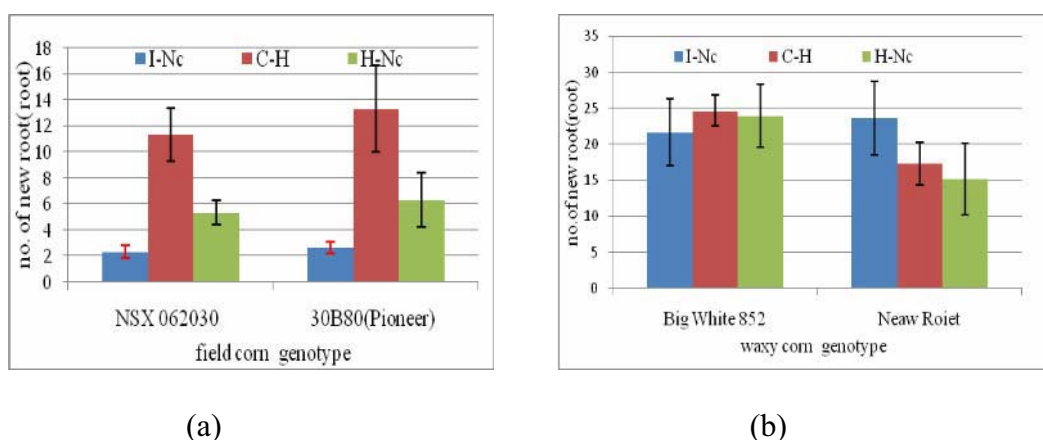 18
16
14
12
10
8
6
4
2
0
no. of new root(root)
I-Nc C-H H-Nc
NSX 062030 30B80(Pioneer)
field corn genotype
(a)
35
30
25
20
15
10
5
0
no.of new root(root)
I-Nc C-H H-Nc
Big White 852 Neaw Roiet
waxy corn genotype
(b)